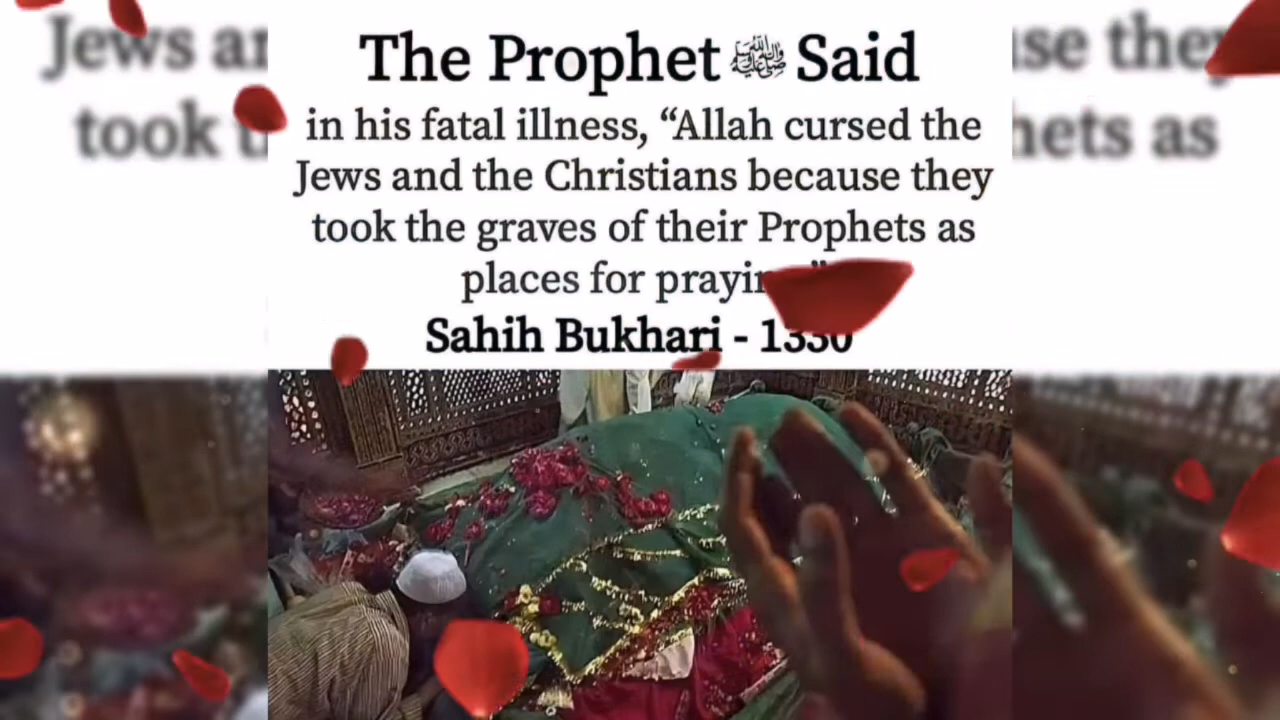 The Prophet ﷺ Said
in his fatal illness, “Allah cursed the
Jews and the Christians because they
took the graves of their Prophets as
places for
Sahih Bukhari - 1330